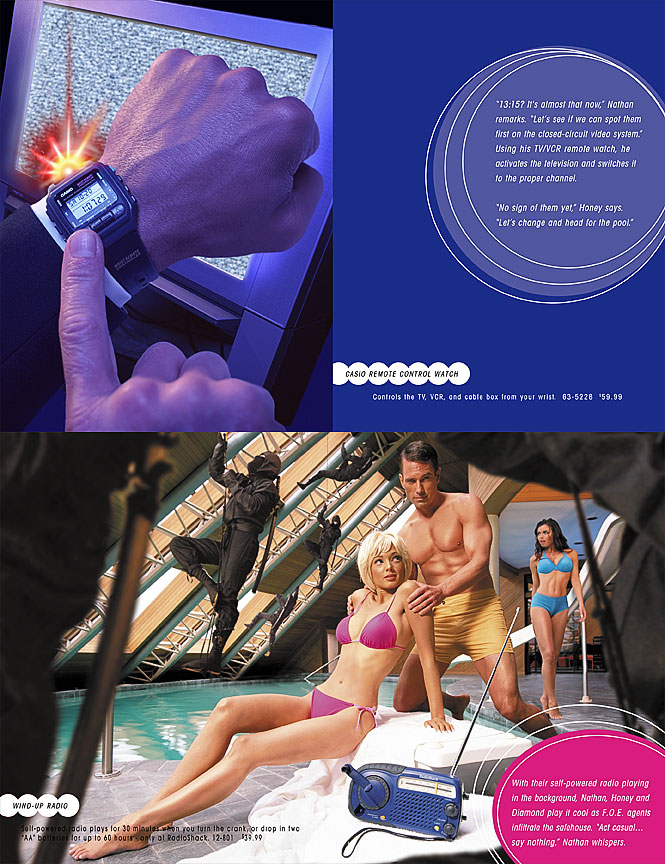 "13:15? It's almost that now," Nathan
remarks. "Let's see if we can spot them
first on the closed-circuit video system."
Using his TV/VCR remote watch, he
activates the television and switches it
to the proper channel.
"No sign of them yet," Honey says.
"Let's change and head for the pool."
CASIO
CASIO REMOTE CONTROL WATCH
Controls the TV, VCR, and cable box from your wrist. 63-5228 $59.99
With their self-powered radio playing
in the background, Nathan, Honey and
Diamond play it cool as F.O.E. agents
infiltrate the safehouse. "Act casual...
say nothing," Nathan whispers.
WIND-UP RADIO
Self-powered radio plays for 30 minutes when you turn the crank, or drop in two
"AA" batteries for up to 60 hours - only at RadioShack. 12-801 $39.99